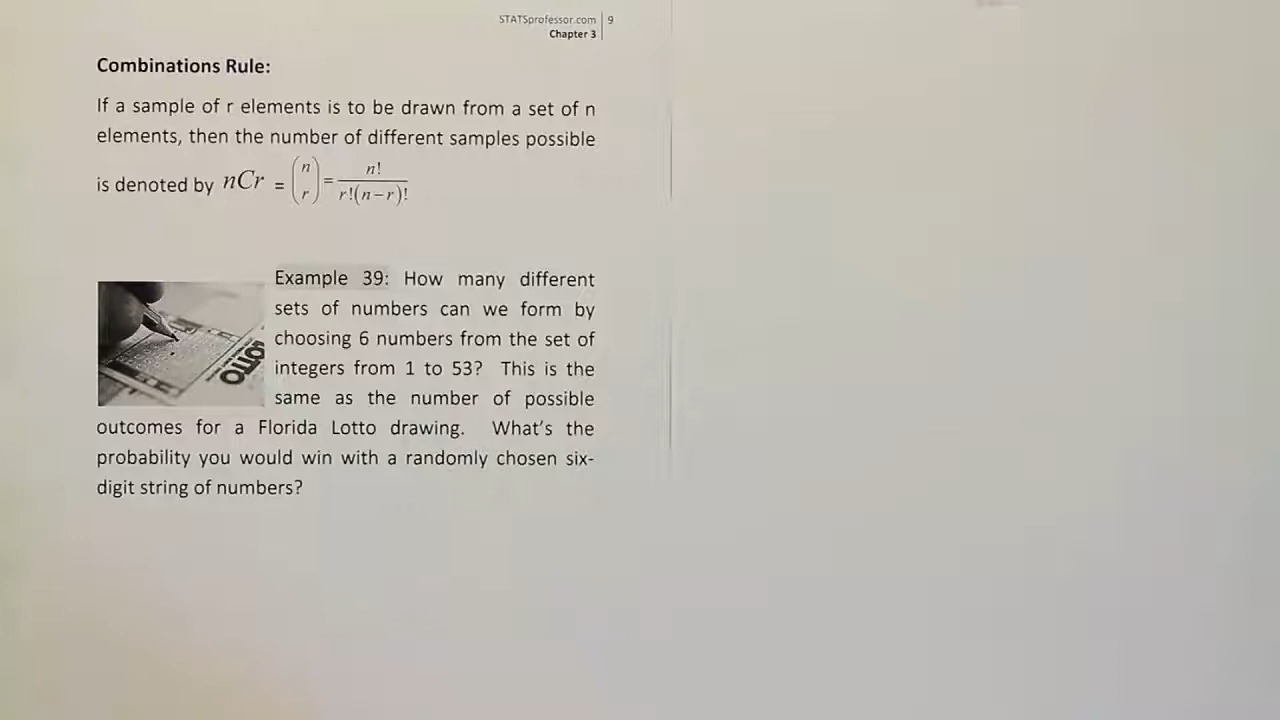 STATSprofessor.com | 9
Chapter 3
Combinations Rule:
If a sample of r elements is to be drawn from a set of n
elements, then the number of different samples possible
is denoted by nCr = (n r) = n! / r!(n−r)!
Example 39: How many different
sets of numbers can we form by
choosing 6 numbers from the set of
integers from 1 to 53? This is the
same as the number of possible
outcomes for a Florida Lotto drawing. What's the
probability you would win with a randomly chosen six-
digit string of numbers?
LOTTO